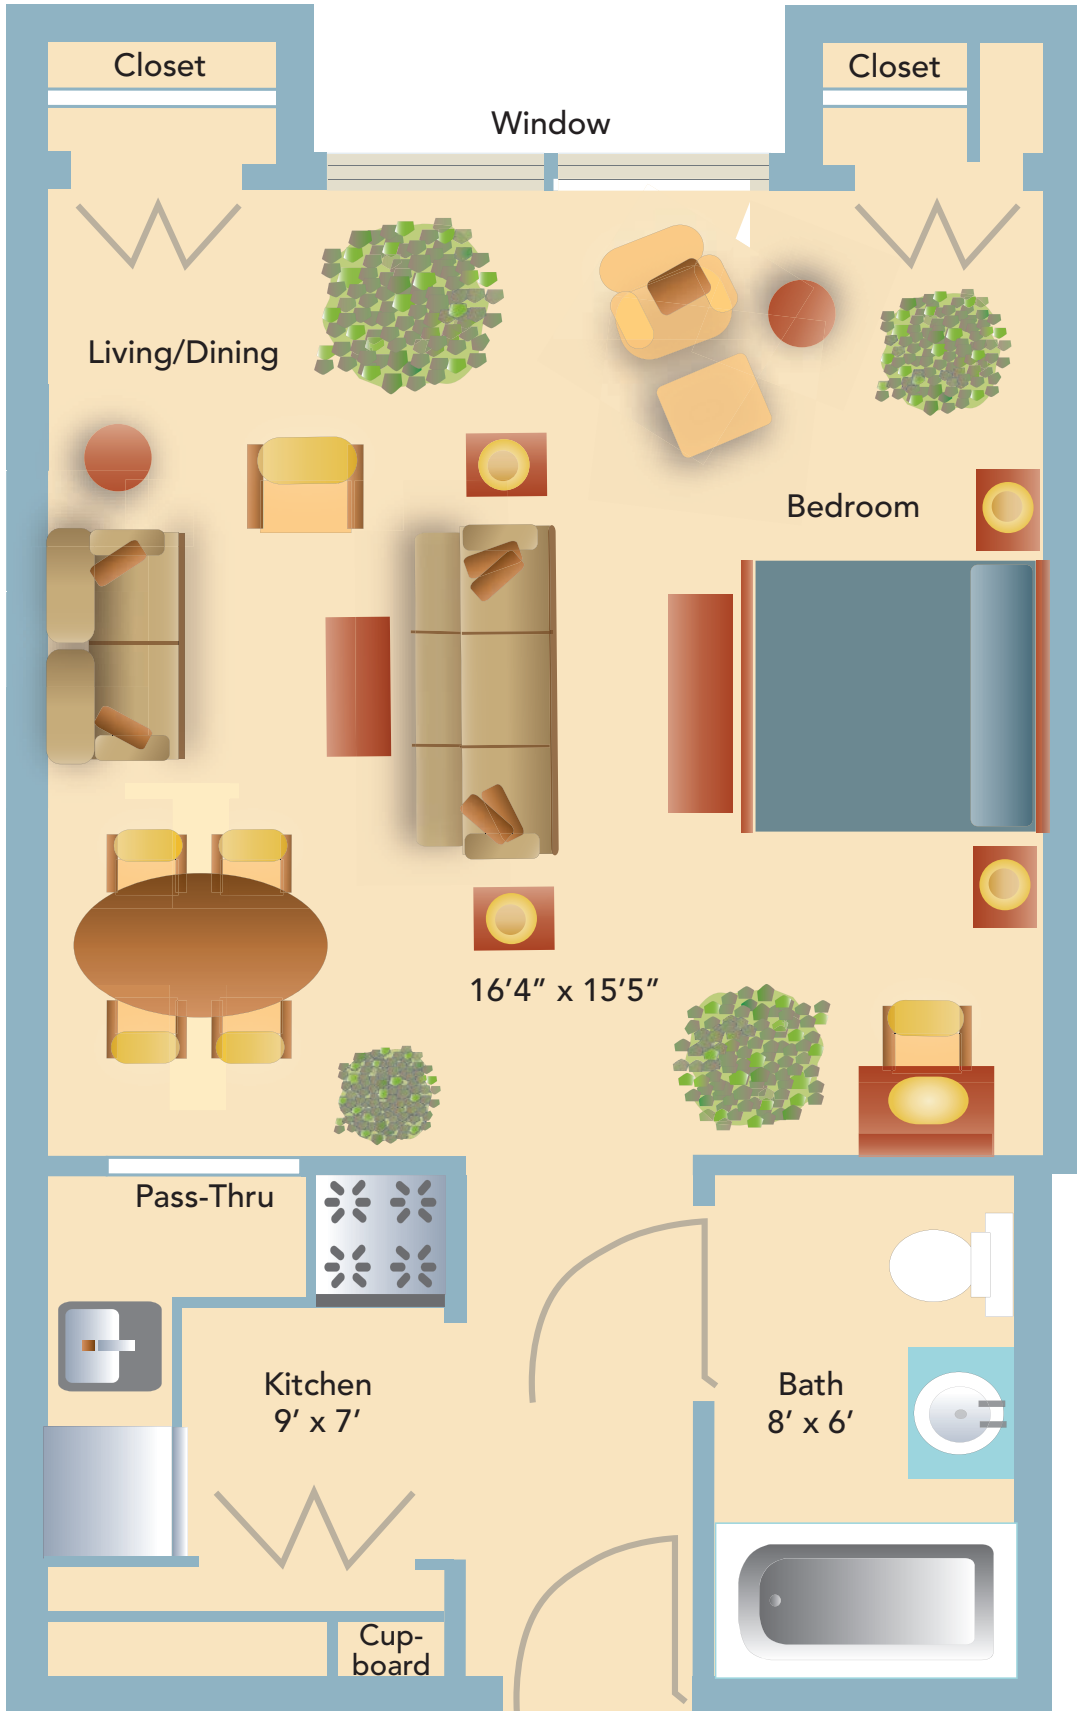 Closet
Closet
Window
Living/Dining
Bedroom
16’4” x 15’5”
Pass-Thru
Kitchen
9’ x 7’
Bath
8’ x 6’
Cup-
board